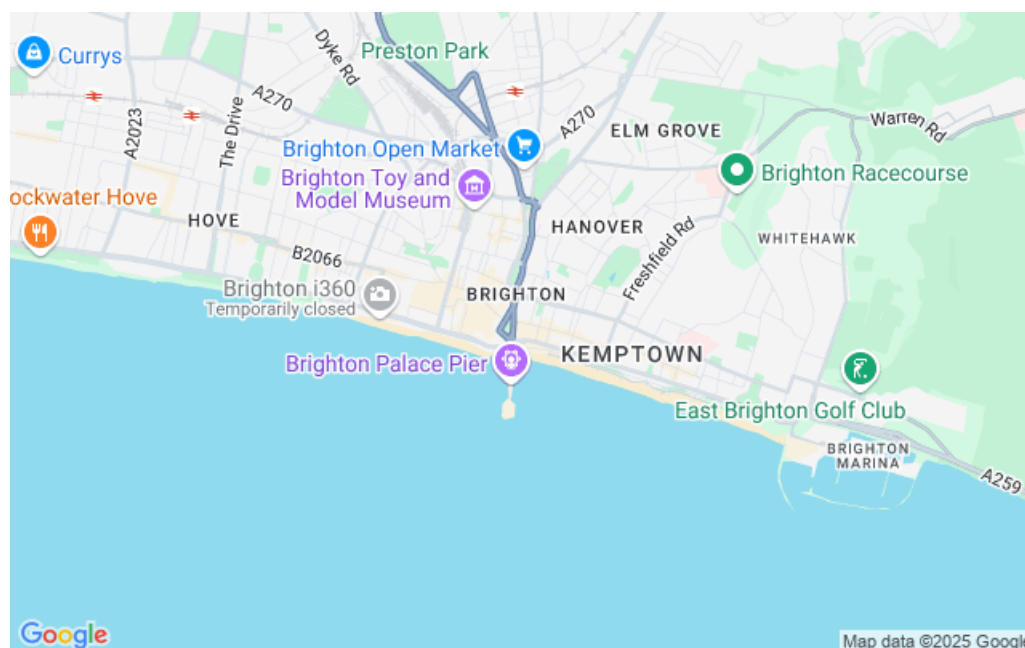 Currys
Dyke Rd
Preston Park
A270
A2023
The Drive
A270
ELM GROVE
Warren Rd
Brighton Open Market
Brighton Toy and
Model Museum
Brighton Racecourse
ockwater Hove
HOVE
HANOVER
Freshfield Rd
WHITEHAWK
B2066
Brighton i360
Temporarily closed
BRIGHTON
Brighton Palace Pier
KEMPTOWN
East Brighton Golf Club
BRIGHTON
MARINA
A259
Google
Map data ©2025 Google